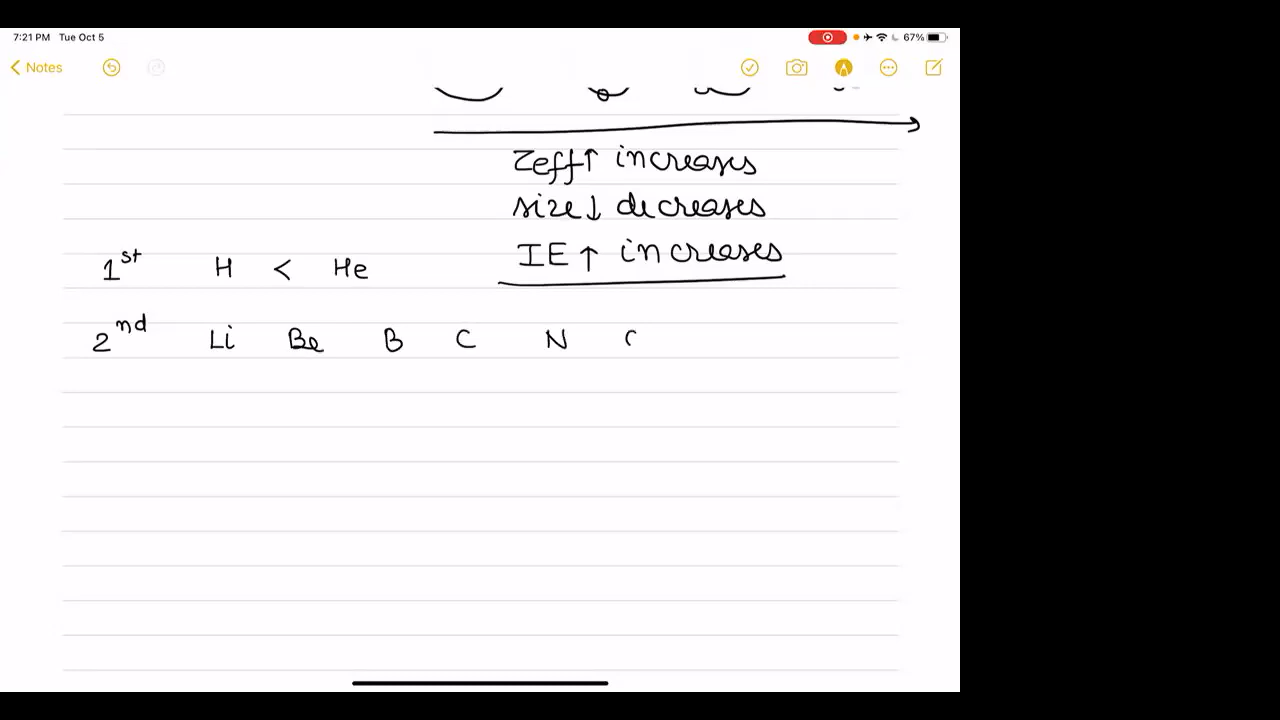 7:21 PM Tue Oct 5 67%
Notes
Zeff↑ increases
size↓ decreases
IE↑ increases
1st H < He
2nd Li Be B C N